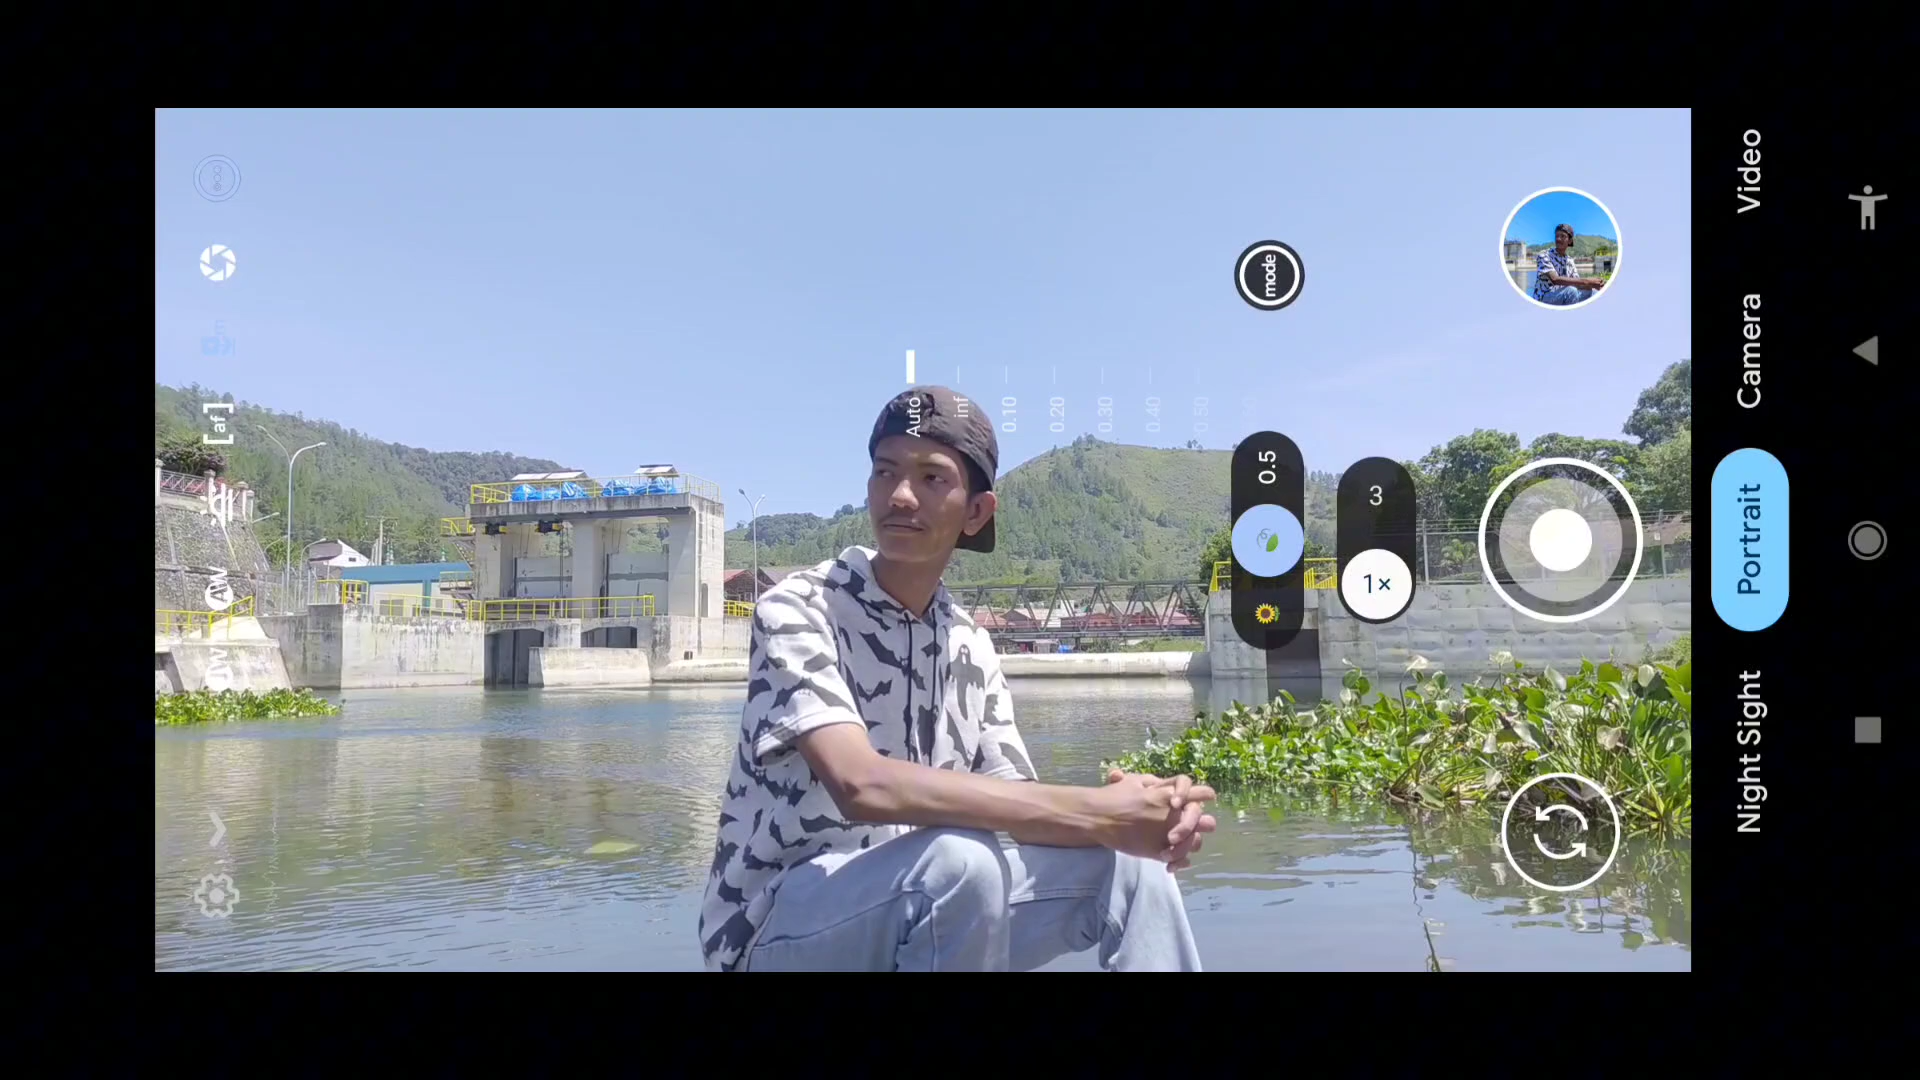 mode
Auto
inf
0.10
0.20
0.30
0.40
0.50
0.5
3
1×
[af]
AW
Video
Camera
Portrait
Night Sight